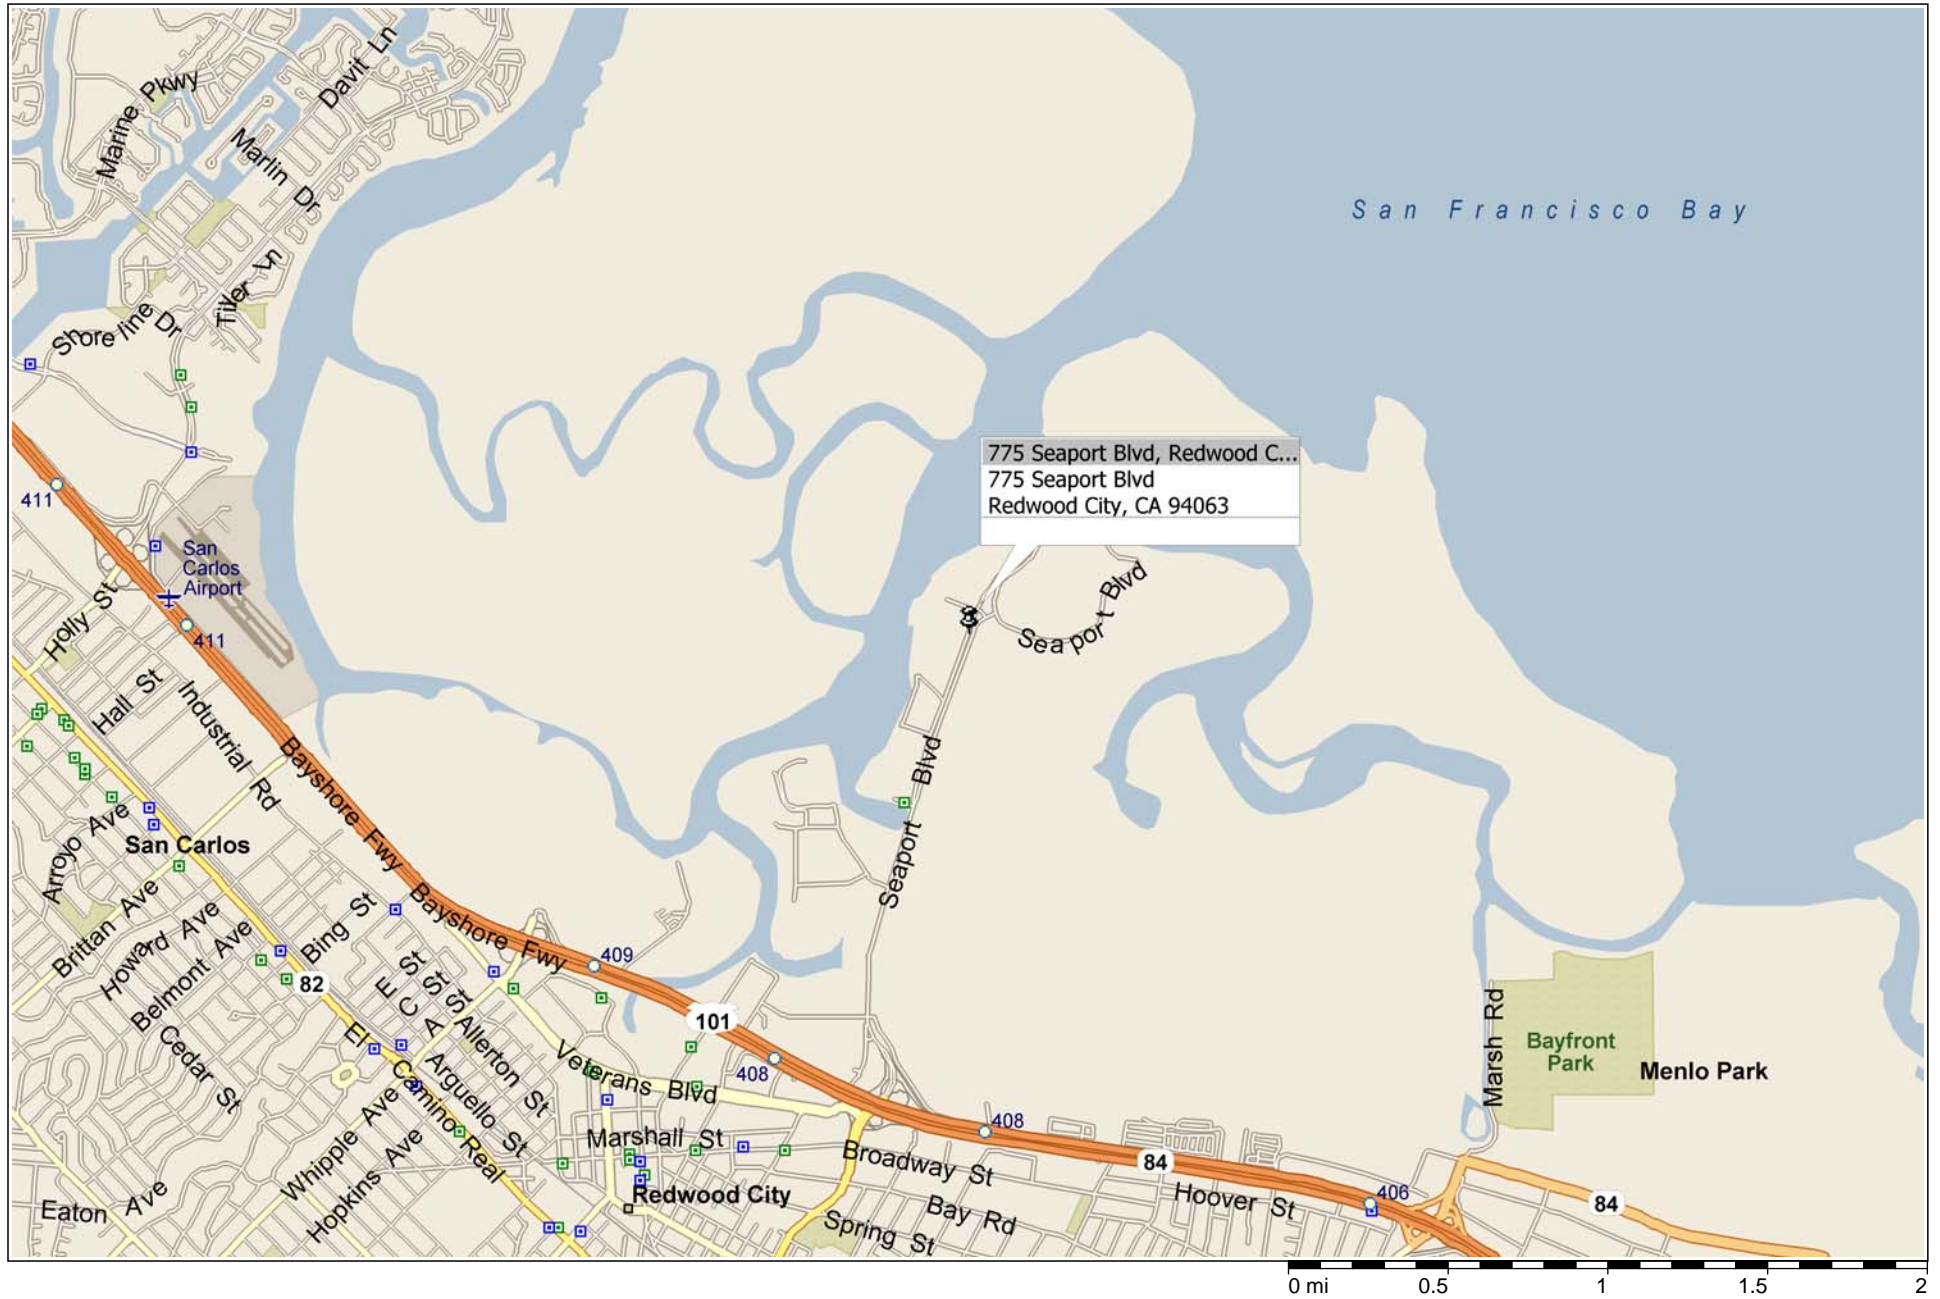 Davit Ln
Marine Pkwy
Marlin Dr
San Francisco Bay
Tiller Ln
Shoreline Dr
775 Seaport Blvd, Redwood C...
775 Seaport Blvd
Redwood City, CA 94063
411
San
Carlos
Airport
Holly St
411
Seaport Blvd
Hall St
Industrial Rd
Bayshore Fwy
Seaport Blvd
Arroyo Ave
San Carlos
Brittan Ave
Howard Ave
Belmont Ave
Bing St
Bayshore Fwy
409
82
E St
C St
A St
101
Cedar St
El Camino Real
Allerton St
Arguello St
Veterans Blvd
408
Marsh Rd
Bayfront
Park
Menlo Park
408
Marshall St
Broadway St
84
Whipple Ave
Hopkins Ave
Eaton Ave
Redwood City
Bay Rd
Spring St
Hoover St
406
84
0 mi 0.5 1 1.5 2